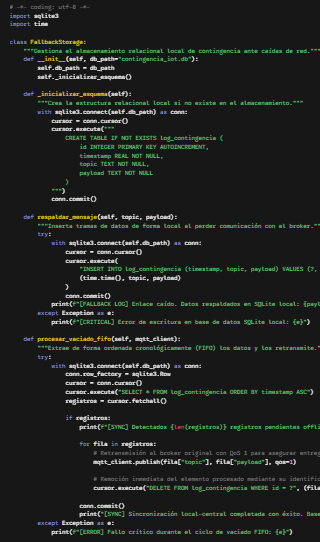 # -*- coding: utf-8 -*-
import sqlite3
import time
class FallbackStorage:
"""Gestiona el almacenamiento relacional local de contingencia ante caídas de red."""
def __init__(self, db_path="contingencia_iot.db"):
self.db_path = db_path
self._inicializar_esquema()
def _inicializar_esquema(self):
"""Crea la estructura relacional local si no existe en el almacenamiento."""
with sqlite3.connect(self.db_path) as conn:
cursor = conn.cursor()
cursor.execute("""
CREATE TABLE IF NOT EXISTS log_contingencia (
id INTEGER PRIMARY KEY AUTOINCREMENT,
timestamp REAL NOT NULL,
topic TEXT NOT NULL,
payload TEXT NOT NULL
)
""")
conn.commit()
def respaldar_mensaje(self, topic, payload):
"""Inserta tramas de datos de forma local al perder comunicación con el broker."""
try:
with sqlite3.connect(self.db_path) as conn:
cursor = conn.cursor()
cursor.execute(
"INSERT INTO log_contingencia (timestamp, topic, payload) VALUES (?,
(time.time(), topic, payload)
)
conn.commit()
print(f"[FALLBACK LOG] Enlace caído. Datos respaldados en SQLite local: {payl
except Exception as e:
print(f"[CRITICAL] Error de escritura en base de datos SQLite local: {e}")
def procesar_vaciado_fifo(self, mqtt_client):
"""Extrae de forma ordenada cronológicamente (FIFO) los datos y los retransmite."
try:
with sqlite3.connect(self.db_path) as conn:
conn.row_factory = sqlite3.Row
cursor = conn.cursor()
cursor.execute("SELECT * FROM log_contingencia ORDER BY timestamp ASC")
registros = cursor.fetchall()
if registros:
print(f"[SYNC] Detectados {len(registros)} registros pendientes offli
for fila in registros:
# Retransmisión al broker original con QoS 1 para asegurar entreg
mqtt_client.publish(fila["topic"], fila["payload"], qos=1)
# Remoción inmediata del elemento procesado mediante su identific
cursor.execute("DELETE FROM log_contingencia WHERE id = ?", (fila
conn.commit()
print("[SYNC] Sincronización local-central completada con éxito. Base
except Exception as e:
print(f"[ERROR] Fallo crítico durante el ciclo de vaciado FIFO: {e}")